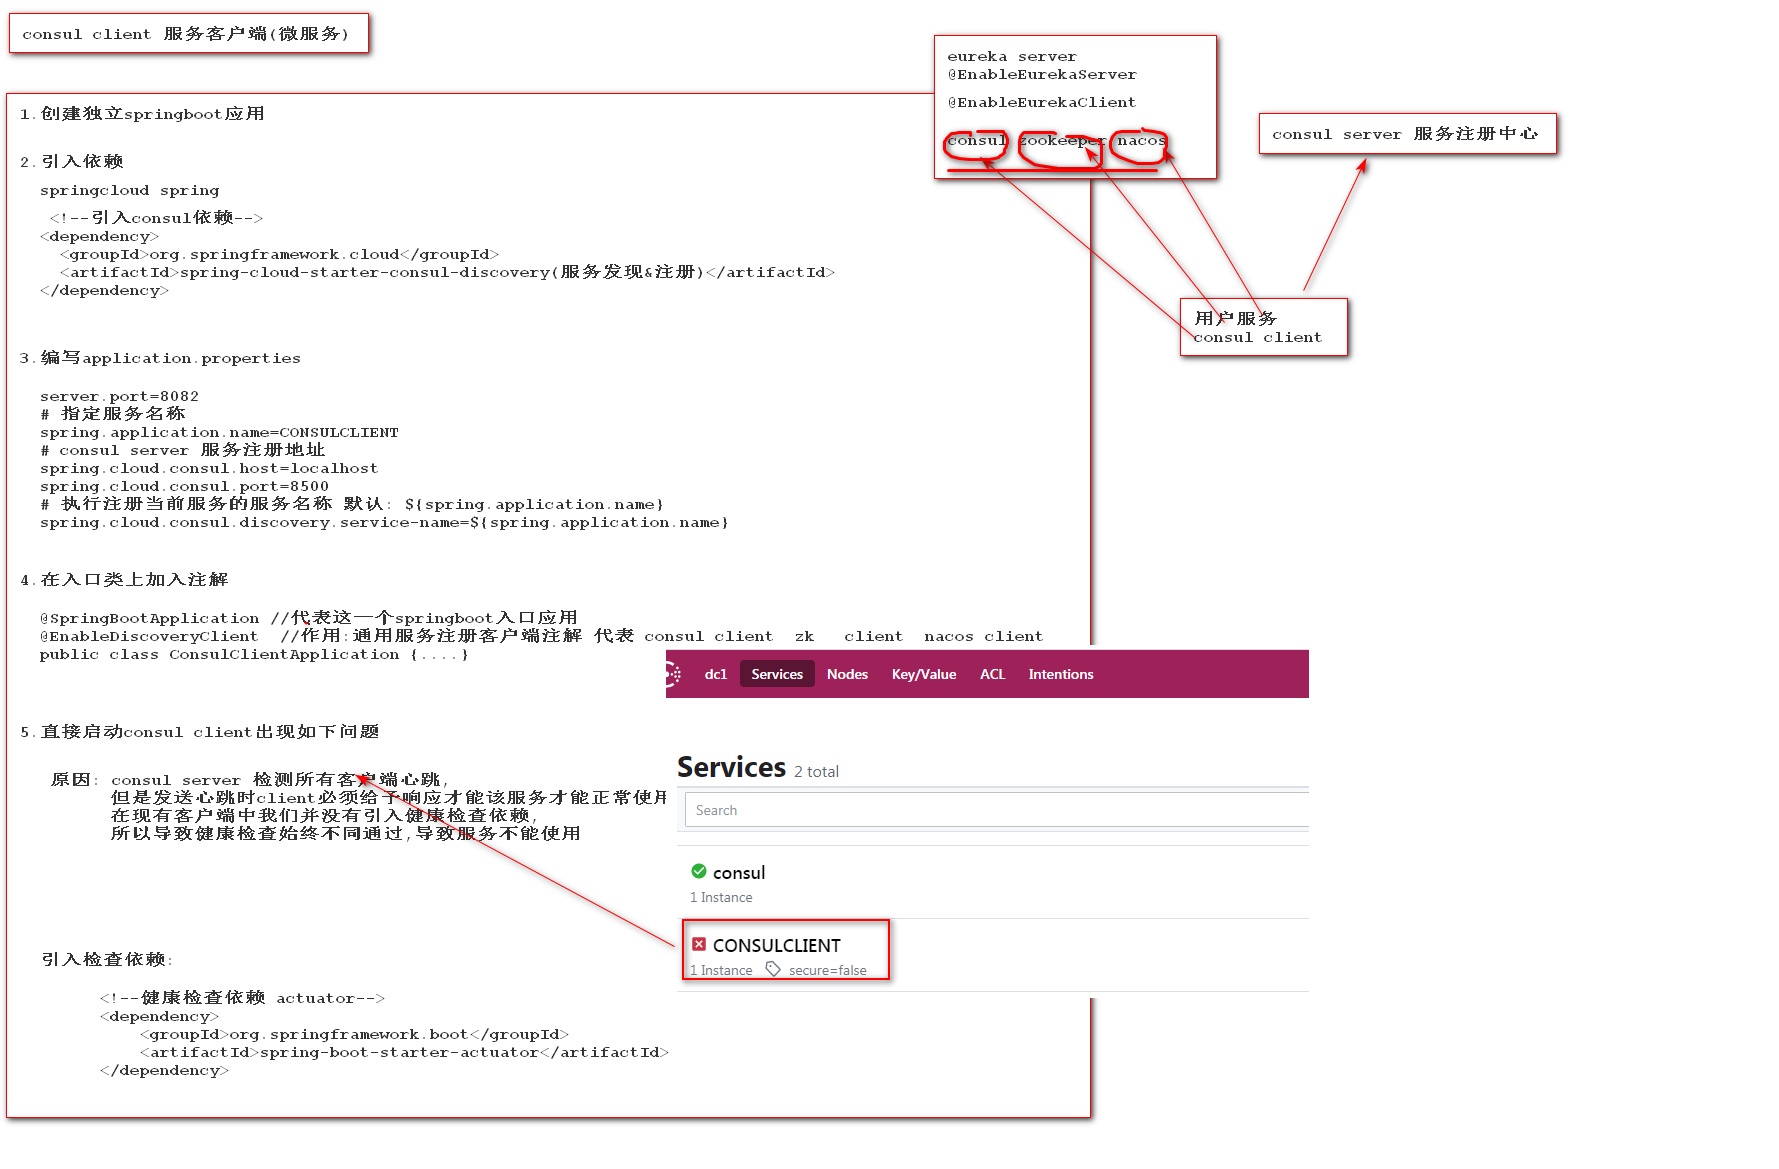 consul client 服务客户端(微服务)
eureka server
@EnableEurekaServer
@EnableEurekaClient
consul zookeeper nacos
consul server 服务注册中心
用户服务
consul client
1.创建独立springboot应用
2.引入依赖
springcloud spring
<!--引入consul依赖-->
<dependency>
<groupId>org.springframework.cloud</groupId>
<artifactId>spring-cloud-starter-consul-discovery(服务发现&注册)</artifactId>
</dependency>
3.编写application.properties
server.port=8082
# 指定服务名称
spring.application.name=CONSULCLIENT
# consul server 服务注册地址
spring.cloud.consul.host=localhost
spring.cloud.consul.port=8500
# 执行注册当前服务的服务名称 默认: ${spring.application.name}
spring.cloud.consul.discovery.service-name=${spring.application.name}
4.在入口类上加入注解
@SpringBootApplication //代表这一个springboot入口应用
@EnableDiscoveryClient //作用:通用服务注册客户端注解 代表 consul client zk client nacos client
public class ConsulClientApplication {....}
5.直接启动consul client出现如下问题
原因: consul server 检测所有客户端心跳,
但是发送心跳时client必须给予响应才能该服务才能正常使用
在现有客户端中我们并没有引入健康检查依赖,
所以导致健康检查始终不同通过,导致服务不能使用
引入检查依赖:
<!--健康检查依赖 actuator-->
<dependency>
<groupId>org.springframework.boot</groupId>
<artifactId>spring-boot-starter-actuator</artifactId>
</dependency>
dc1 Services Nodes Key/Value ACL Intentions
Services 2 total
Search
consul
1 Instance
CONSULCLIENT
1 Instance secure=false